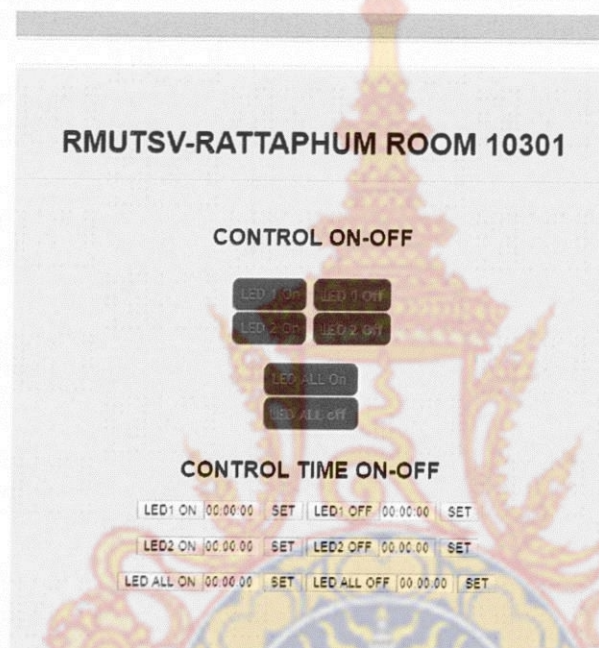 RMUTSV-RATTAPHUM ROOM 10301
CONTROL ON-OFF
LED 1 On LED 1 Off
LED 2 On LED 2 Off
LED ALL On
LED ALL off
CONTROL TIME ON-OFF
LED1 ON 00:00:00 SET LED1 OFF 00:00:00 SET
LED2 ON 00:00:00 SET LED2 OFF 00:00:00 SET
LED ALL ON 00:00:00 SET LED ALL OFF 00:00:00 SET